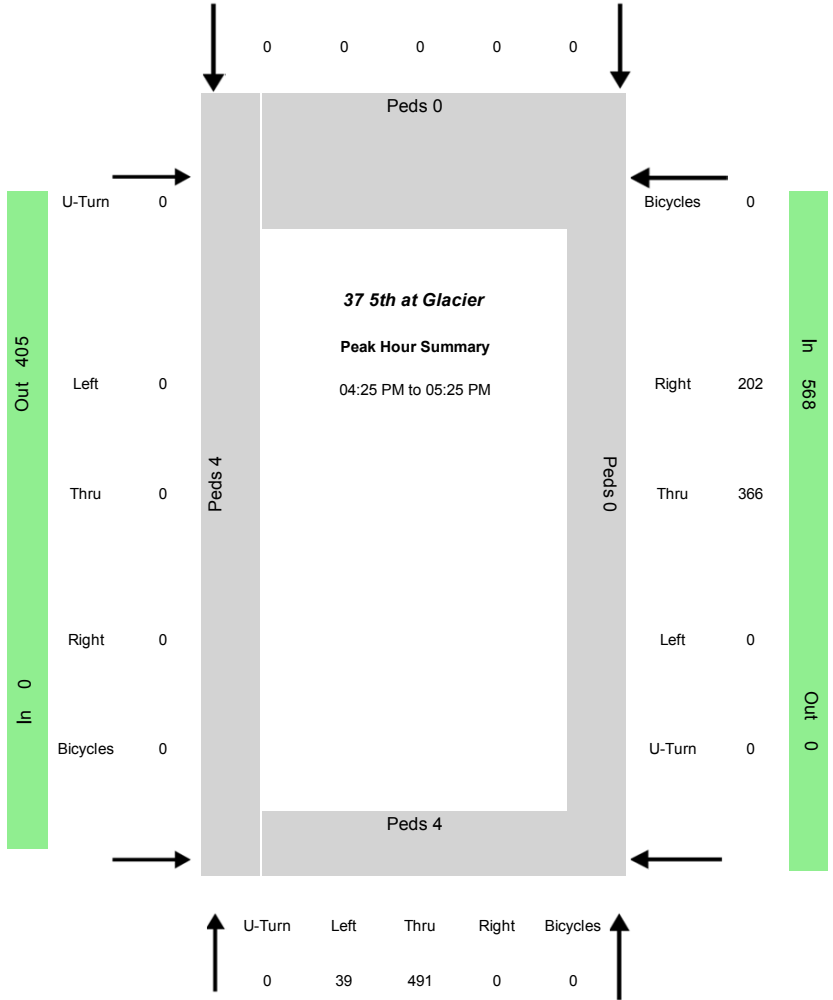 0 0 0 0 0
Peds 0
U-Turn 0
Bicycles 0
37 5th at Glacier
Peak Hour Summary
04:25 PM to 05:25 PM
Out 405
In 568
Left 0
Right 202
Peds 4
Peds 0
Thru 0
Thru 366
Right 0
Left 0
In 0
Out 0
Bicycles 0
U-Turn 0
Peds 4
U-Turn Left Thru Right Bicycles
0 39 491 0 0